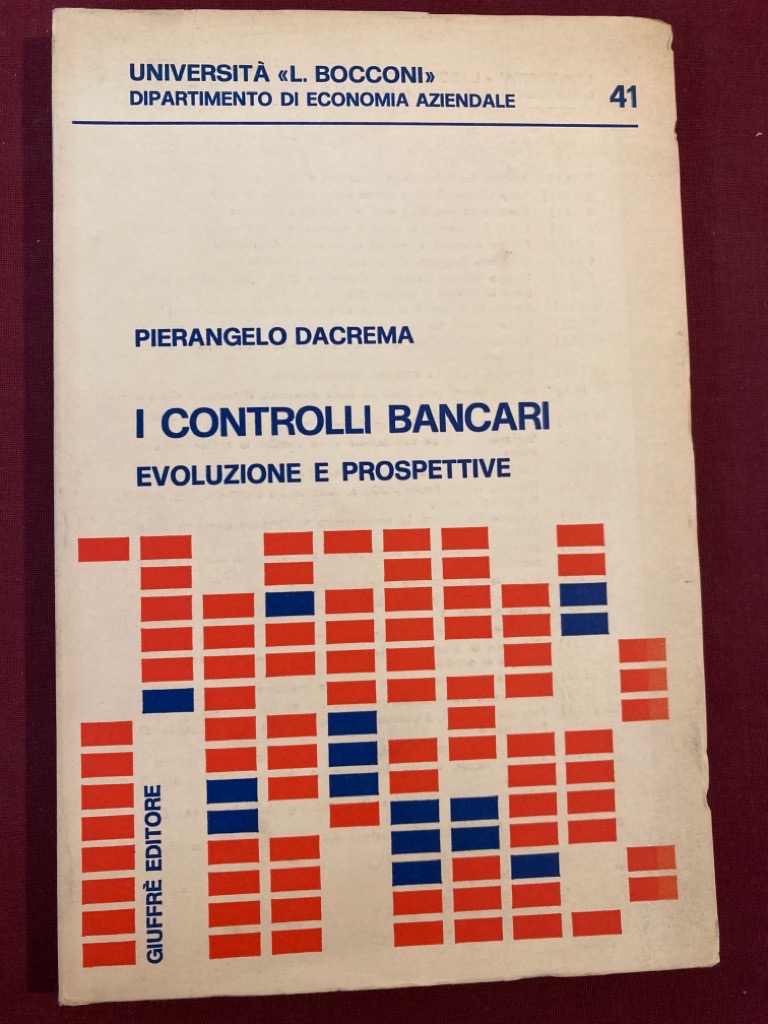 UNIVERSITÀ «L. BOCCONI»
DIPARTIMENTO DI ECONOMIA AZIENDALE 41
PIERANGELO DACREMA
I CONTROLLI BANCARI
EVOLUZIONE E PROSPETTIVE
GIUFFRÈ EDITORE